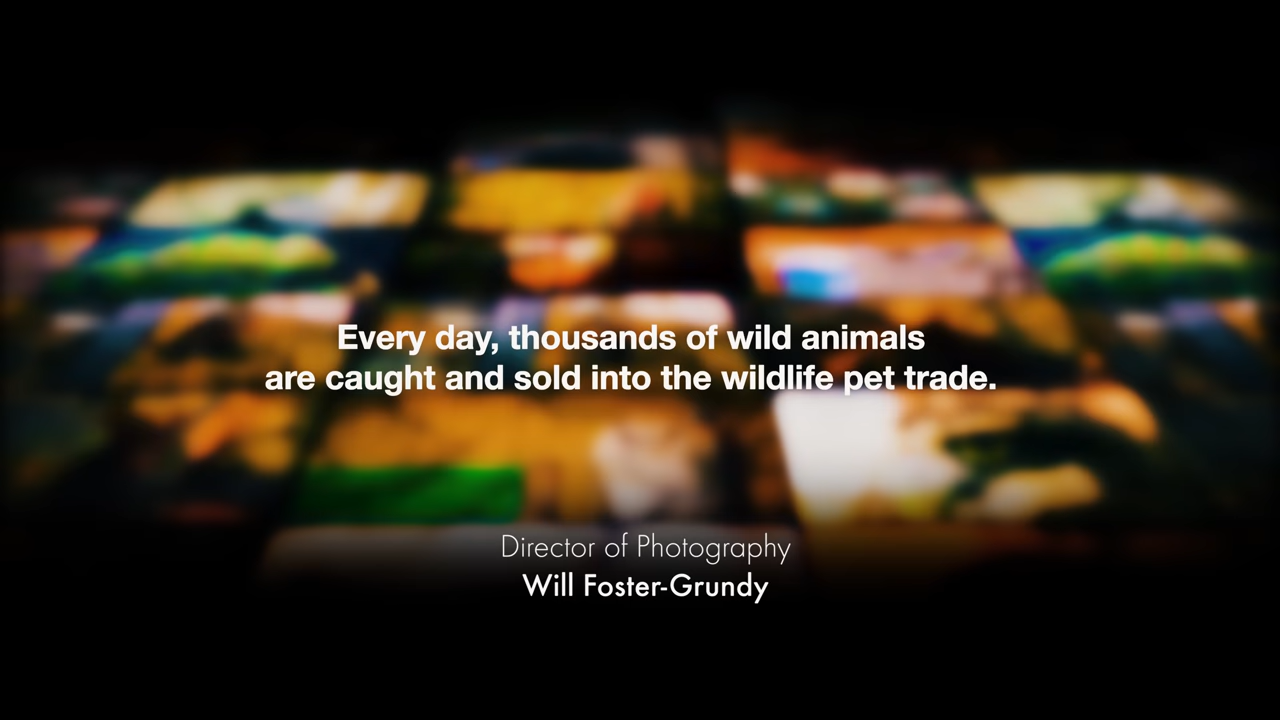 Every day, thousands of wild animals
are caught and sold into the wildlife pet trade.
Director of Photography
Will Foster-Grundy